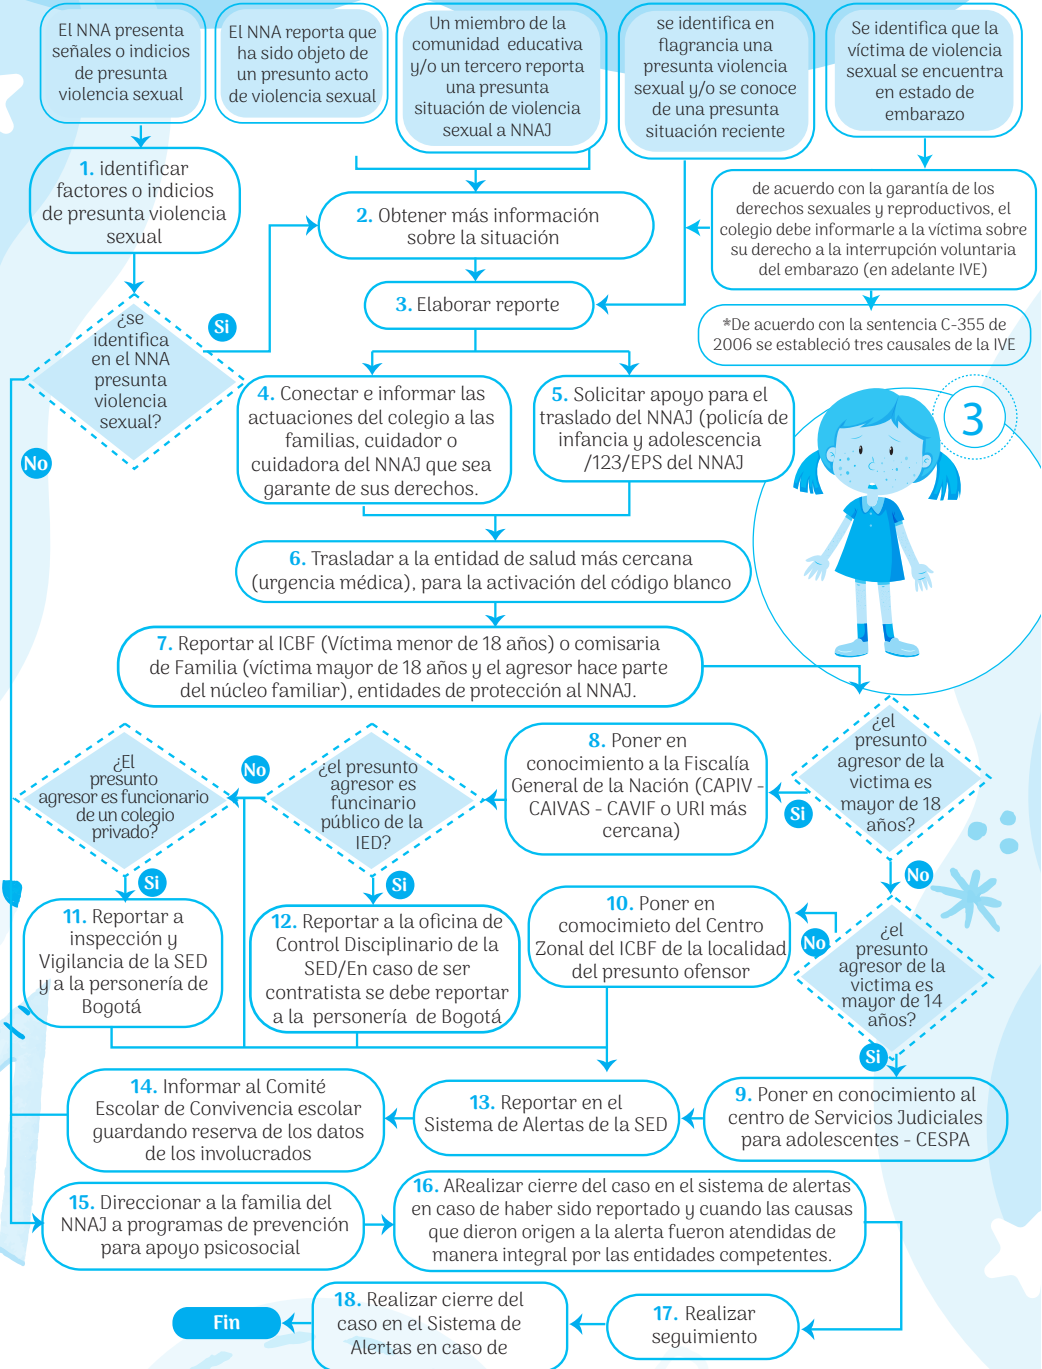 El NNA presenta
señales o indicios
de presunta
violencia sexual
El NNA reporta que
ha sido objeto de
un presunto acto
de violencia sexual
Un miembro de la
comunidad educativa
y/o un tercero reporta
una presunta
situación de violencia
sexual a NNAJ
se identifica en
flagrancia una
presunta violencia
sexual y/o se conoce
de una presunta
situación reciente
Se identifica que la
víctima de violencia
sexual se encuentra
en estado de
embarazo
1. identificar
factores o indicios
de presunta violencia
sexual
2. Obtener más información
sobre la situación
de acuerdo con la garantía de los
derechos sexuales y reproductivos, el
colegio debe informarle a la víctima sobre
su derecho a la interrupción voluntaria
del embarazo (en adelante IVE)
3. Elaborar reporte
*De acuerdo con la sentencia C-355 de
2006 se estableció tres causales de la IVE
¿se
identifica
en el NNA
presunta
violencia
sexual?
Si
No
4. Conectar e informar las
actuaciones del colegio a las
familias, cuidador o
cuidadora del NNAJ que sea
garante de sus derechos.
5. Solicitar apoyo para el
traslado del NNAJ (policía de
infancia y adolescencia
/123/EPS del NNAJ
3
6. Trasladar a la entidad de salud más cercana
(urgencia médica), para la activación del código blanco
7. Reportar al ICBF (Víctima menor de 18 años) o comisaria
de Familia (víctima mayor de 18 años y el agresor hace parte
del núcleo familiar), entidades de protección al NNAJ.
¿el
presunto
agresor de la
victima es
mayor de 18
años?
Si
No
8. Poner en
conocimiento a la Fiscalía
General de la Nación (CAPIV -
CAIVAS - CAVIF o URI más
cercana)
¿el presunto
agresor es
funcinario
público de la
IED?
No
Si
¿El
presunto
agresor es funcionario
de un colegio
privado?
Si
11. Reportar a
inspección y
Vigilancia de la SED
y a la personería de
Bogotá
12. Reportar a la oficina de
Control Disciplinario de la
SED/En caso de ser
contratista se debe reportar
a la personería de Bogotá
10. Poner en
comocimieto del Centro
Zonal del ICBF de la localidad
del presunto ofensor
No
¿el
presunto
agresor de la
victima es
mayor de 14
años?
Si
14. Informar al Comité
Escolar de Convivencia escolar
guardando reserva de los datos
de los involucrados
13. Reportar en el
Sistema de Alertas de la SED
9. Poner en conocimiento al
centro de Servicios Judiciales
para adolescentes - CESPA
15. Direccionar a la familia del
NNAJ a programas de prevención
para apoyo psicosocial
16. ARealizar cierre del caso en el sistema de alertas
en caso de haber sido reportado y cuando las causas
que dieron origen a la alerta fueron atendidas de
manera integral por las entidades competentes.
Fin
18. Realizar cierre del
caso en el Sistema de
Alertas en caso de
17. Realizar
seguimiento